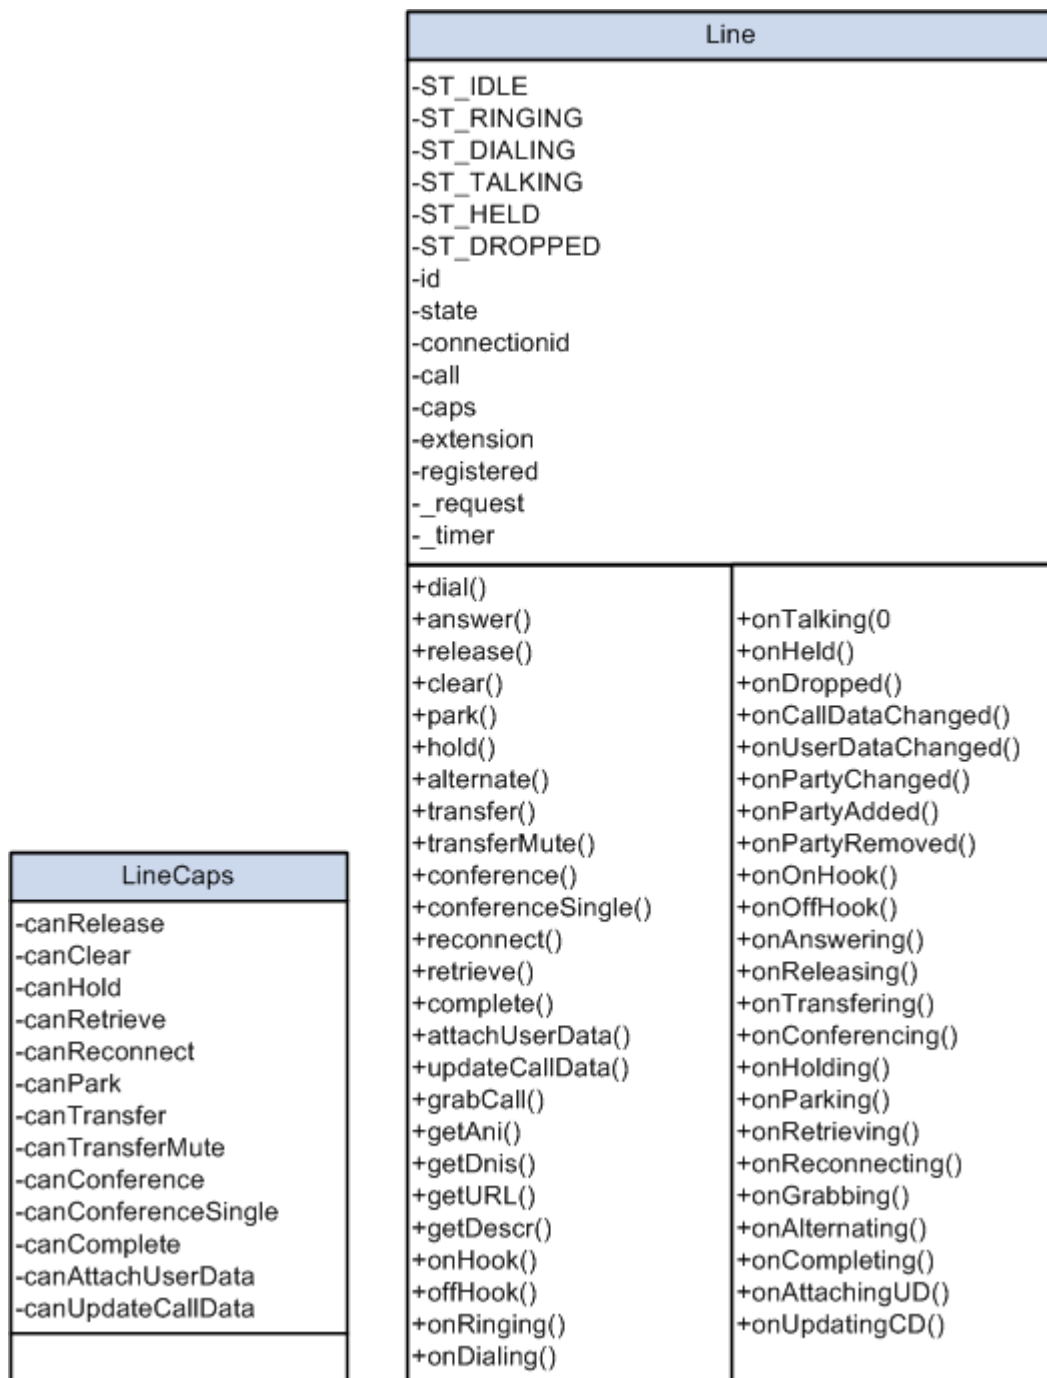 Line
-ST_IDLE
-ST_RINGING
-ST_DIALING
-ST_TALKING
-ST_HELD
-ST_DROPPED
-id
-state
-connectionid
-call
-caps
-extension
-registered
-_request
-_timer
+dial()
+answer()
+release()
+clear()
+park()
+hold()
+alternate()
+transfer()
+transferMute()
+conference()
+conferenceSingle()
+reconnect()
+retrieve()
+complete()
+attachUserData()
+updateCallData()
+grabCall()
+getAni()
+getDnis()
+getURL()
+getDescr()
+onHook()
+offHook()
+onRinging()
+onDialing()
+onTalking(0
+onHeld()
+onDropped()
+onCallDataChanged()
+onUserDataChanged()
+onPartyChanged()
+onPartyAdded()
+onPartyRemoved()
+onOnHook()
+onOffHook()
+onAnswering()
+onReleasing()
+onTransfering()
+onConferencing()
+onHolding()
+onParking()
+onRetrieving()
+onReconnecting()
+onGrabbing()
+onAlternating()
+onCompleting()
+onAttachingUD()
+onUpdatingCD()
LineCaps
-canRelease
-canClear
-canHold
-canRetrieve
-canReconnect
-canPark
-canTransfer
-canTransferMute
-canConference
-canConferenceSingle
-canComplete
-canAttachUserData
-canUpdateCallData